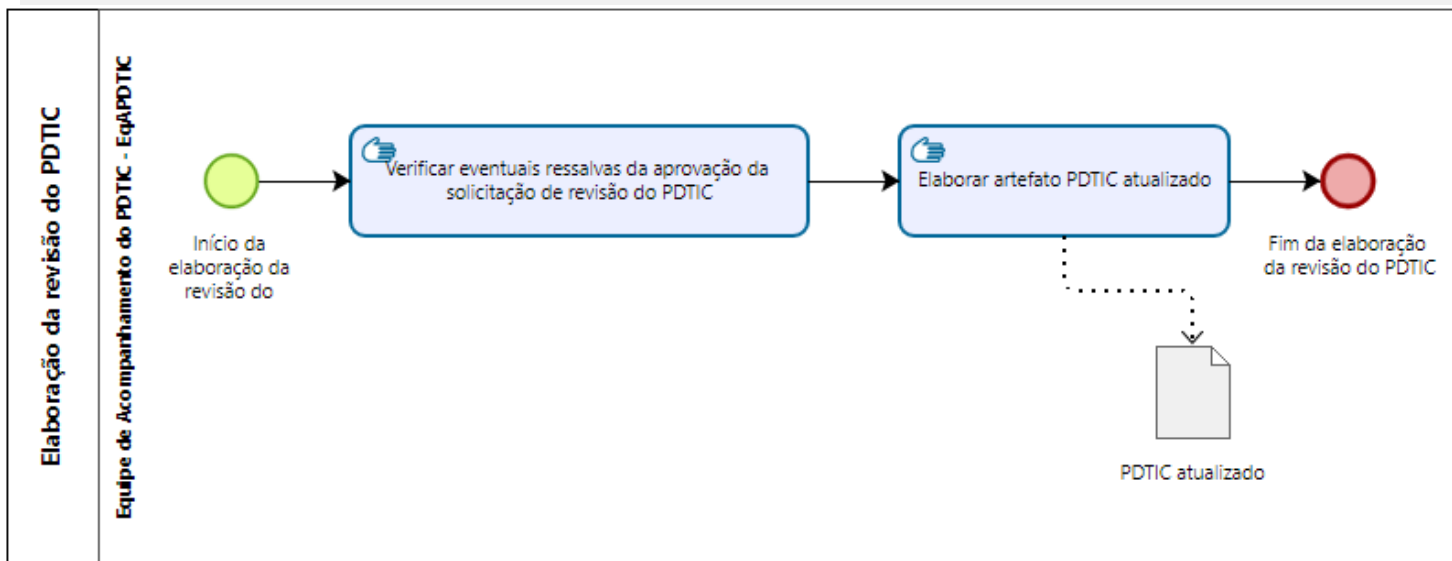 Elaboração da revisão do PDTIC
Equipe de Acompanhamento do PDTIC - EqAPDTIC
Início da
elaboração da
revisão do
Verificar eventuais ressalvas da aprovação da
solicitação de revisão do PDTIC
Elaborar artefato PDTIC atualizado
Fim da elaboração
da revisão do PDTIC
PDTIC atualizado